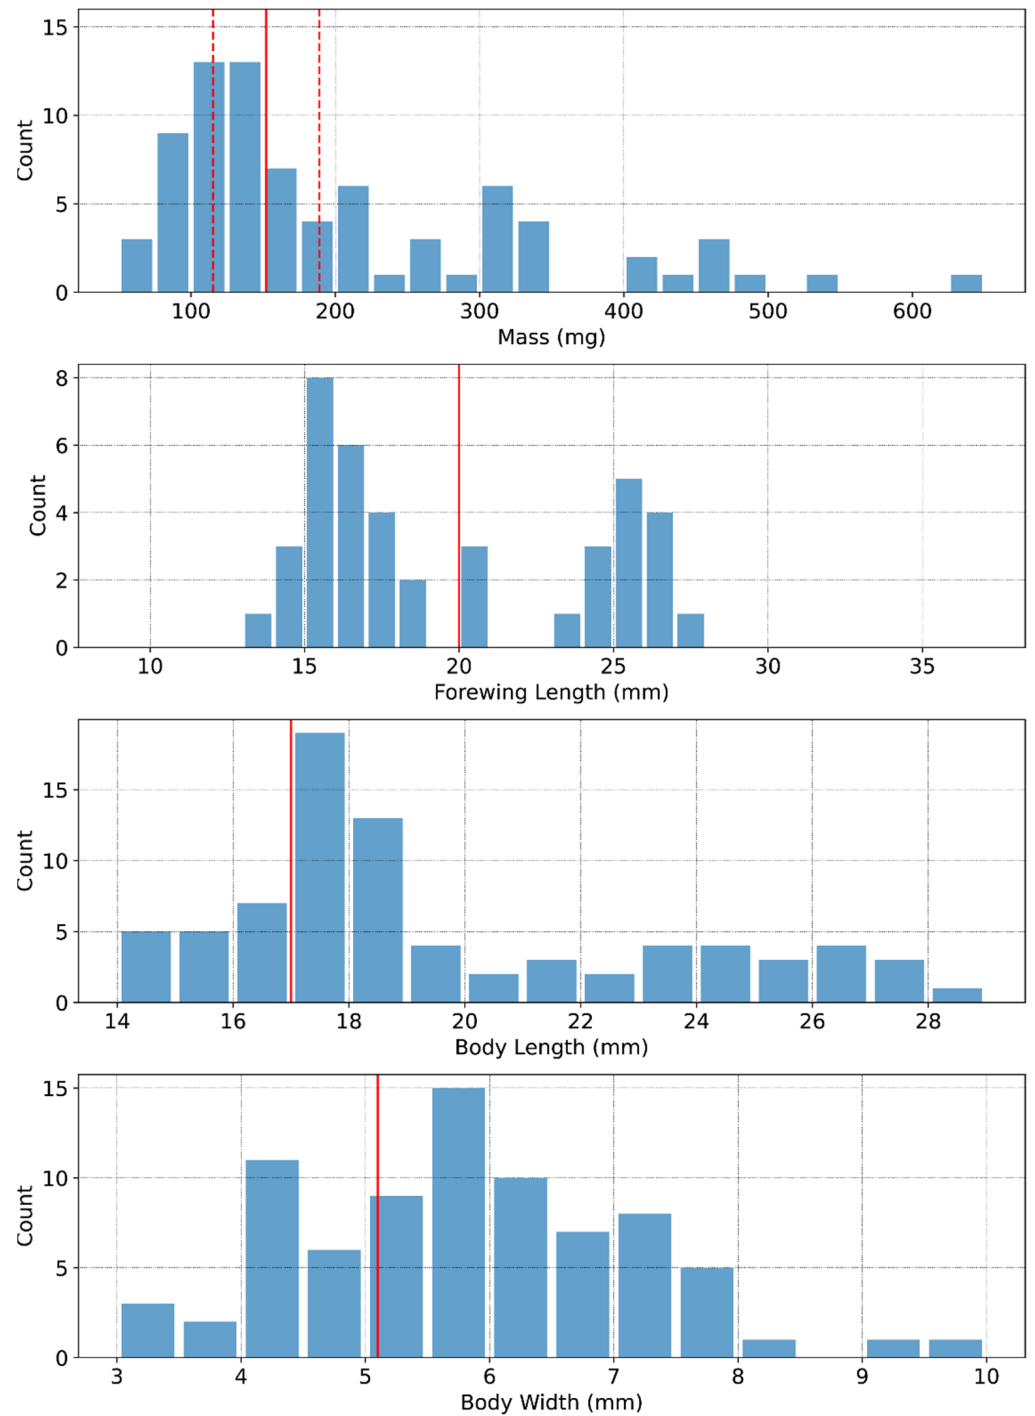 15
10
5
0
Count
100 200 300 400 500 600
Mass (mg)
8
6
4
2
0
Count
10 15 20 25 30 35
Forewing Length (mm)
15
10
5
0
Count
14 16 18 20 22 24 26 28
Body Length (mm)
15
10
5
0
Count
3 4 5 6 7 8 9 10
Body Width (mm)